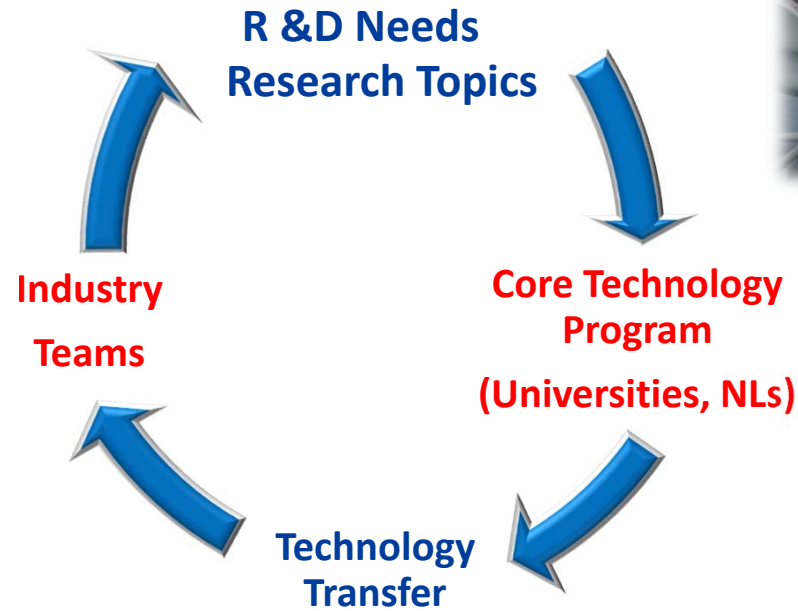 R &D Needs
Research Topics
Industry
Teams
Core Technology
Program
(Universities, NLs)
Technology
Transfer